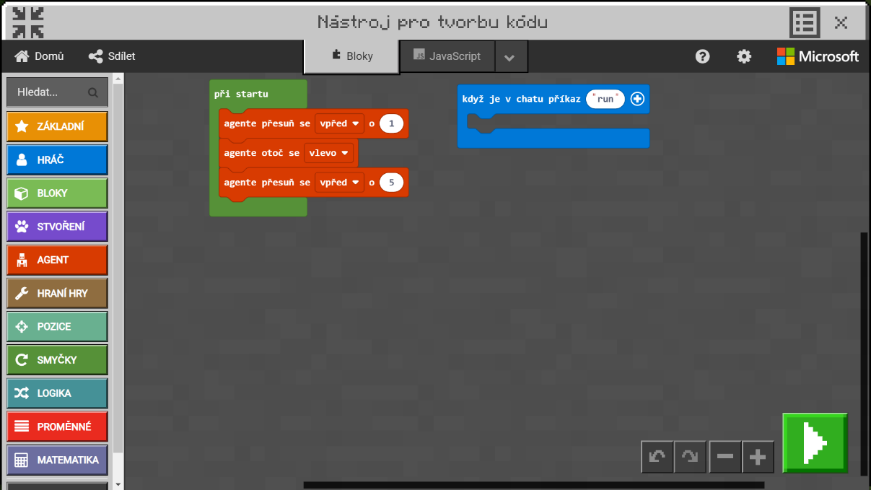 Nástroj pro tvorbu kódu
Domů
Sdílet
Bloky
JavaScript
Microsoft
Hledat...
ZÁKLADNÍ
HRÁČ
BLOKY
STVOŘENÍ
AGENT
HRANÍ HRY
POZICE
SMYČKY
LOGIKA
PROMĚNNÉ
MATEMATIKA
při startu
agente přesuň se vpřed o 1
agente otoč se vlevo
agente přesuň se vpřed o 5
když je v chatu příkaz "run"